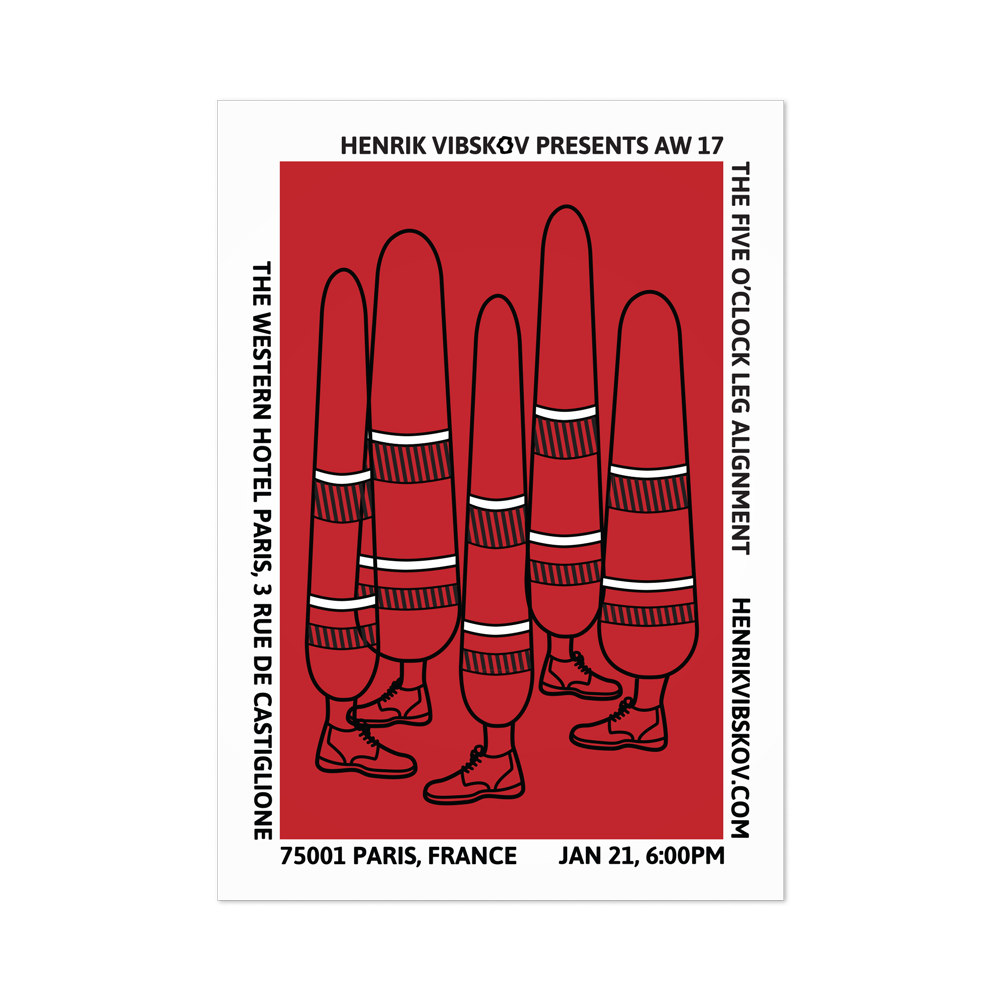 HENRIK VIBSKOV PRESENTS AW 17
THE FIVE O'CLOCK LEG ALIGNMENT
HENRIKVIBSKOV.COM
THE WESTERN HOTEL PARIS, 3 RUE DE CASTIGLIONE
75001 PARIS, FRANCE
JAN 21, 6:00PM